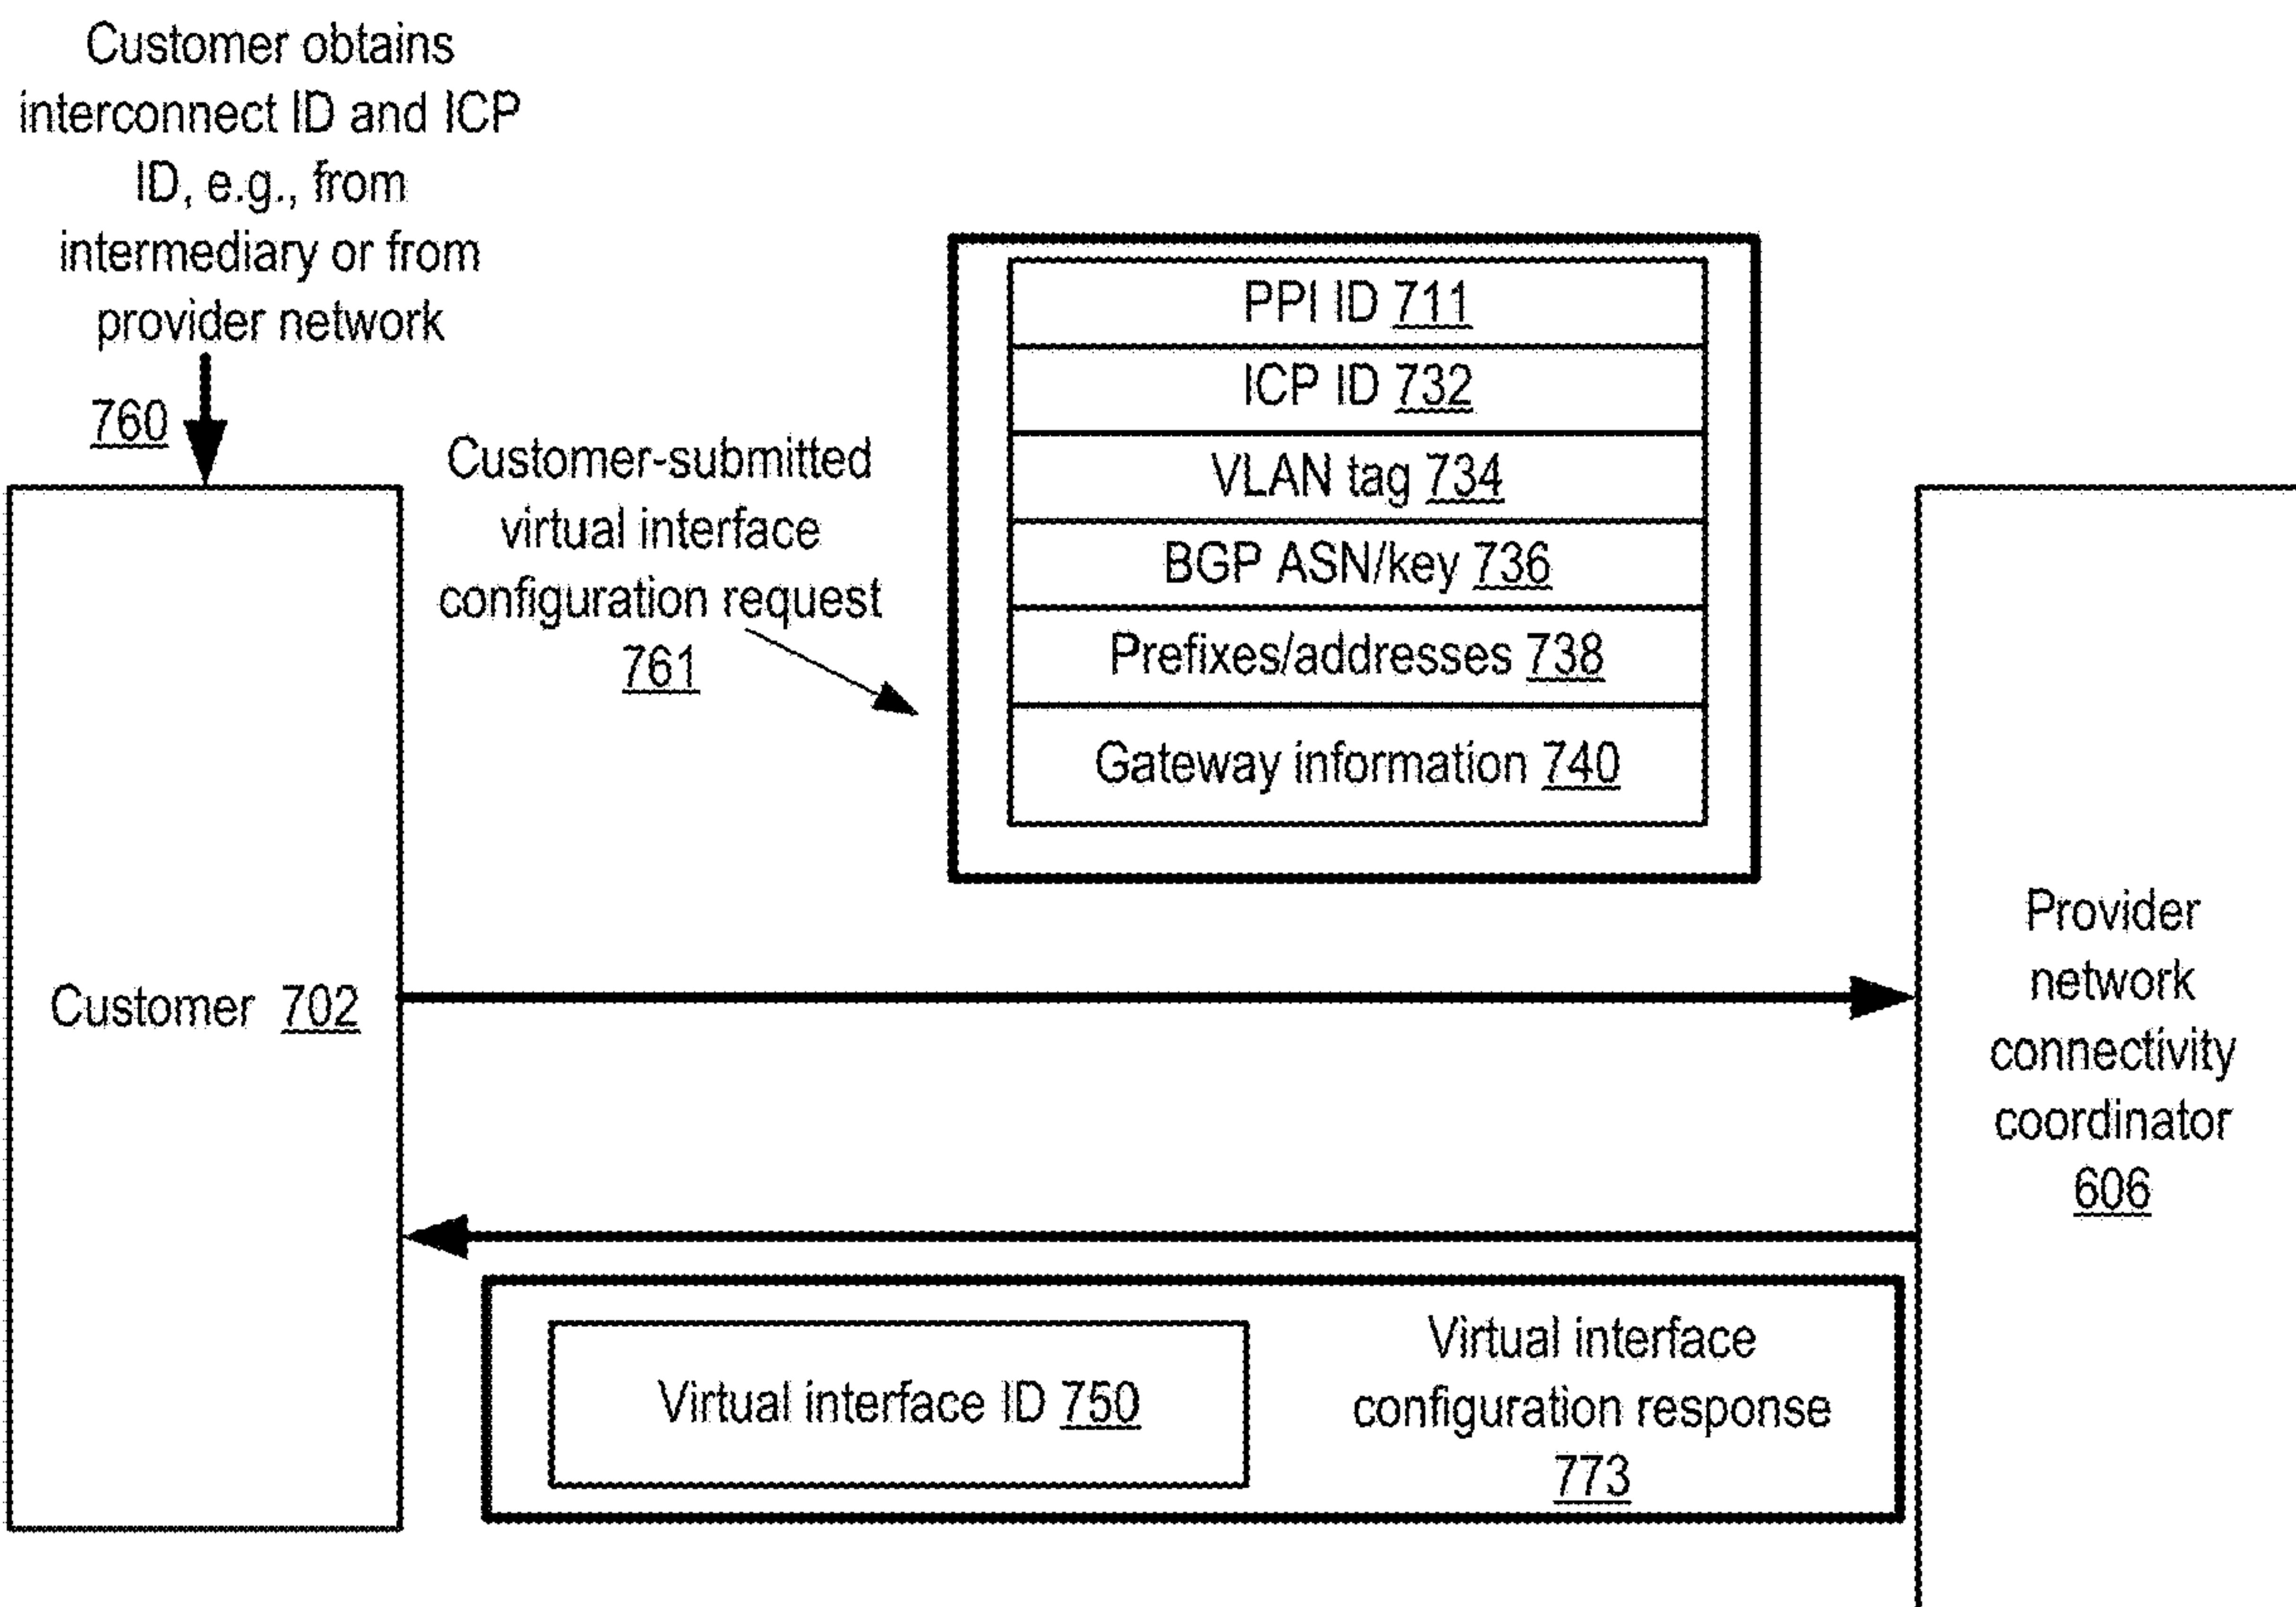 Customer obtains
interconnect ID and ICP
ID, e.g., from
intermediary or from
provider network
760
Customer-submitted
virtual interface
configuration request
761
PPI ID 711
ICP ID 732
VLAN tag 734
BGP ASN/key 736
Prefixes/addresses 738
Gateway information 740
Customer 702
Provider
network
connectivity
coordinator
606
Virtual interface ID 750
Virtual interface
configuration response
773